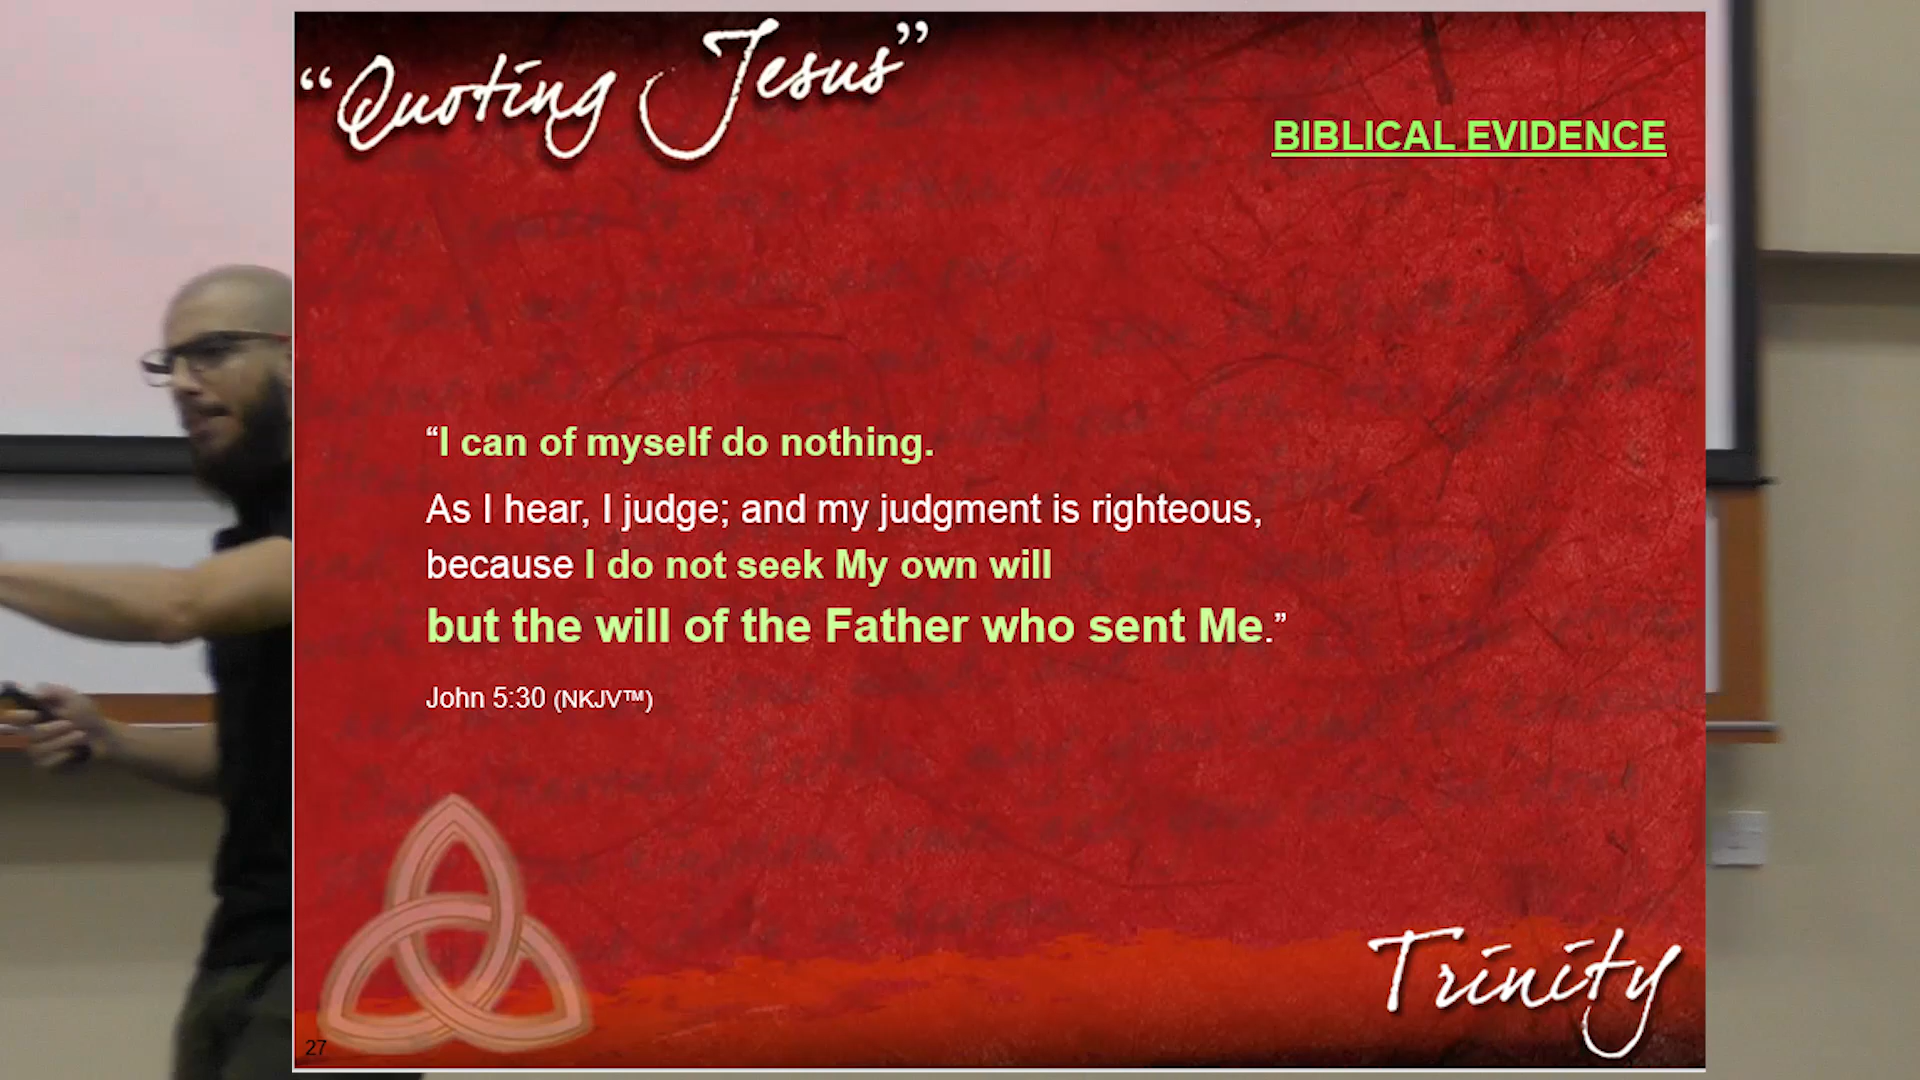 “Quoting Jesus”
BIBLICAL EVIDENCE
“I can of myself do nothing.
As I hear, I judge; and my judgment is righteous,
because I do not seek My own will
but the will of the Father who sent Me.”
John 5:30 (NKJV™)
Trinity
27